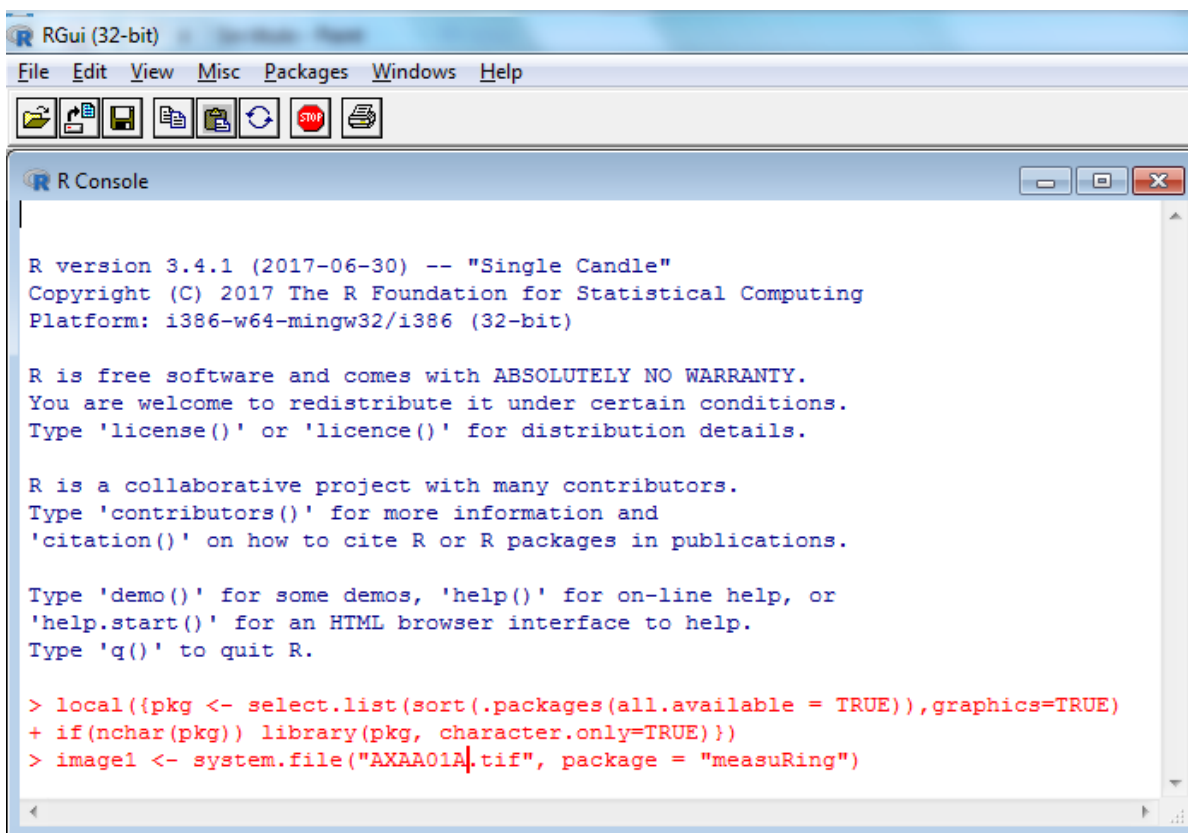 RGui (32-bit)
File Edit View Misc Packages Windows Help
STOP
R Console
R version 3.4.1 (2017-06-30) -- "Single Candle"
Copyright (C) 2017 The R Foundation for Statistical Computing
Platform: i386-w64-mingw32/i386 (32-bit)
R is free software and comes with ABSOLUTELY NO WARRANTY.
You are welcome to redistribute it under certain conditions.
Type 'license()' or 'licence()' for distribution details.
R is a collaborative project with many contributors.
Type 'contributors()' for more information and
'citation()' on how to cite R or R packages in publications.
Type 'demo()' for some demos, 'help()' for on-line help, or
'help.start()' for an HTML browser interface to help.
Type 'q()' to quit R.
> local({pkg <- select.list(sort(.packages(all.available = TRUE)),graphics=TRUE)
+ if(nchar(pkg)) library(pkg, character.only=TRUE)})
> image1 <- system.file("AXAA01A.tif", package = "measuRing")